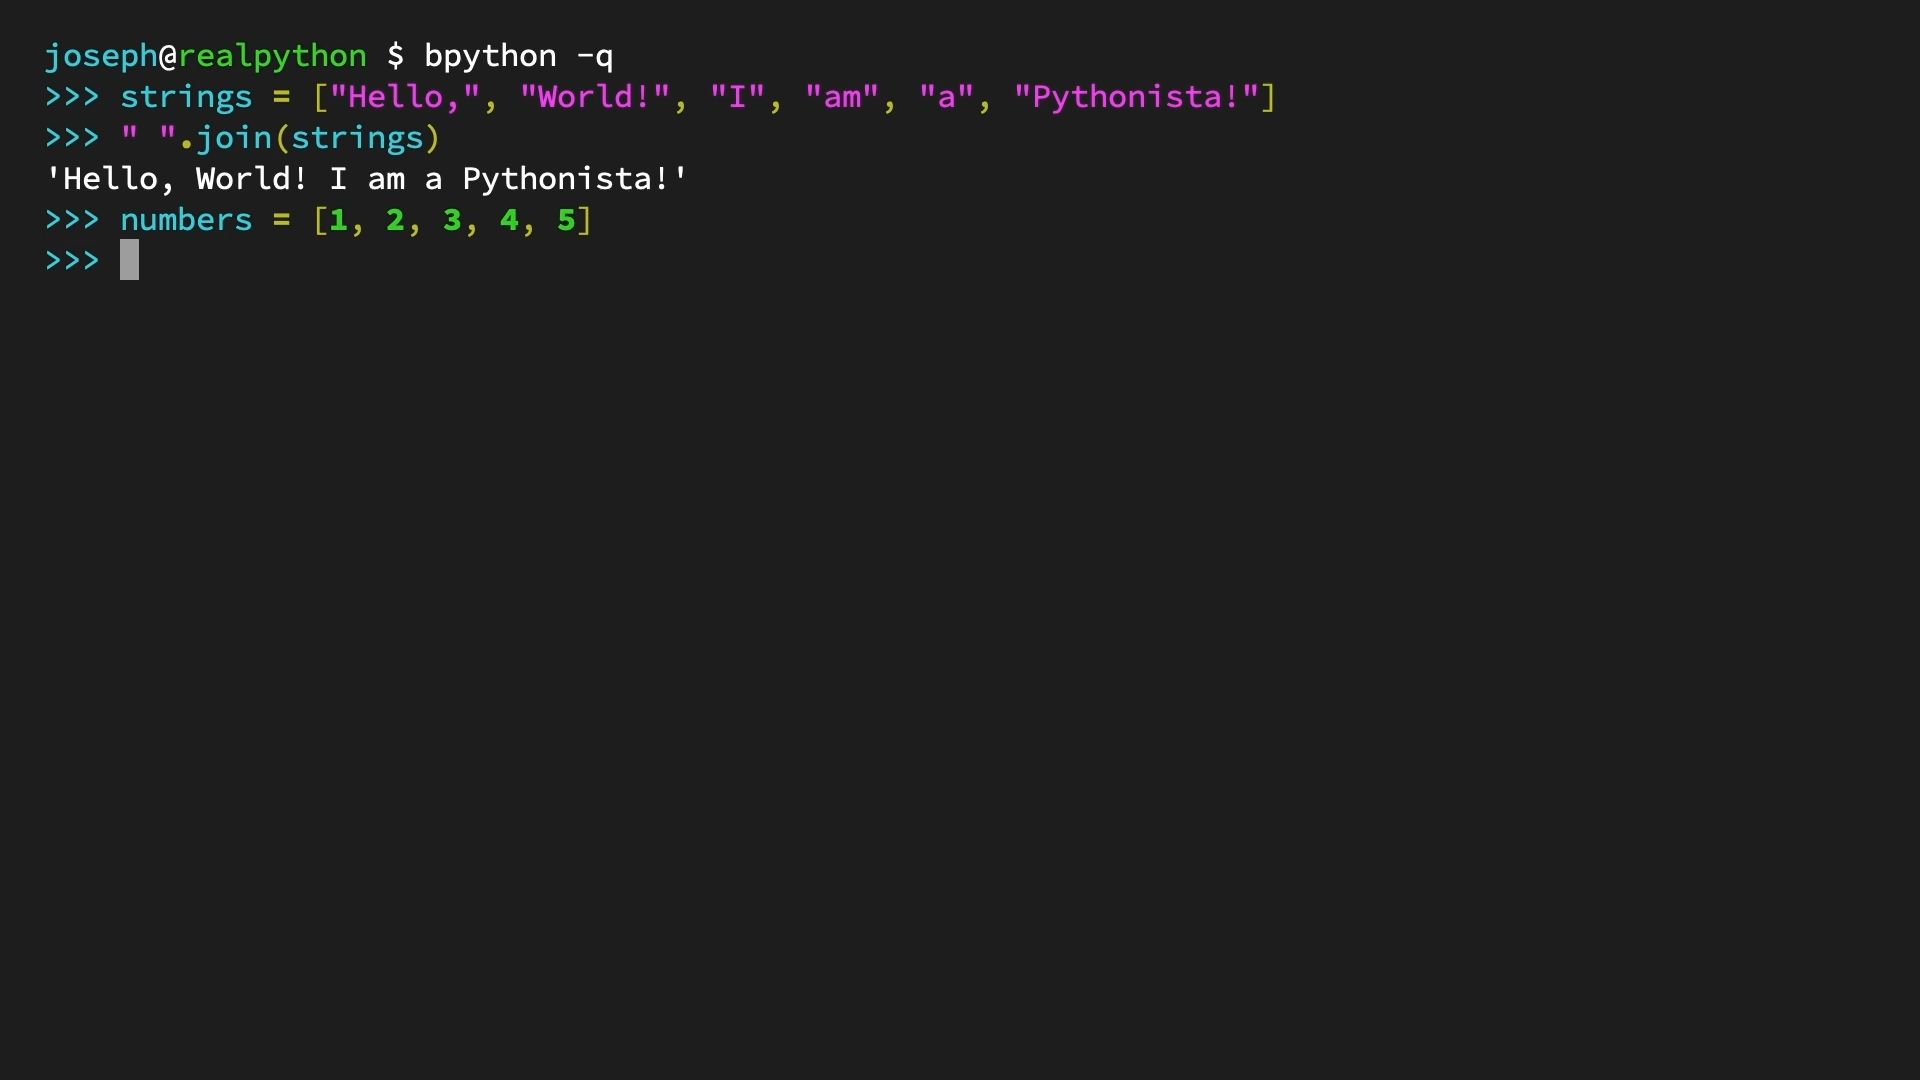 joseph@realpython $ bpython -q
>>> strings = ["Hello,", "World!", "I", "am", "a", "Pythonista!"]
>>> " ".join(strings)
'Hello, World! I am a Pythonista!'
>>> numbers = [1, 2, 3, 4, 5]
>>>